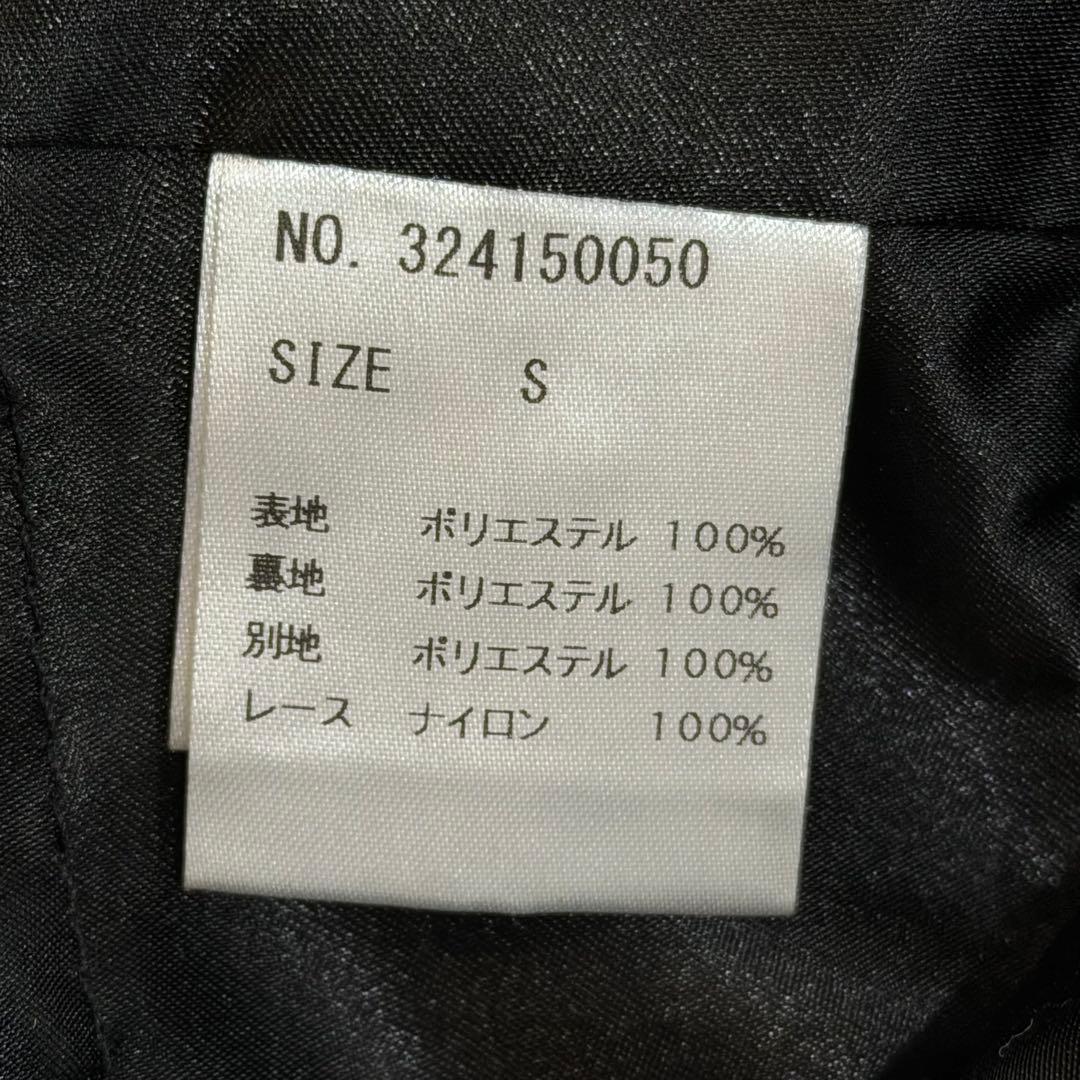 NO. 324150050
SIZE S
表地 ポリエステル 100%
裏地 ポリエステル 100%
別地 ポリエステル 100%
レース ナイロン 100%